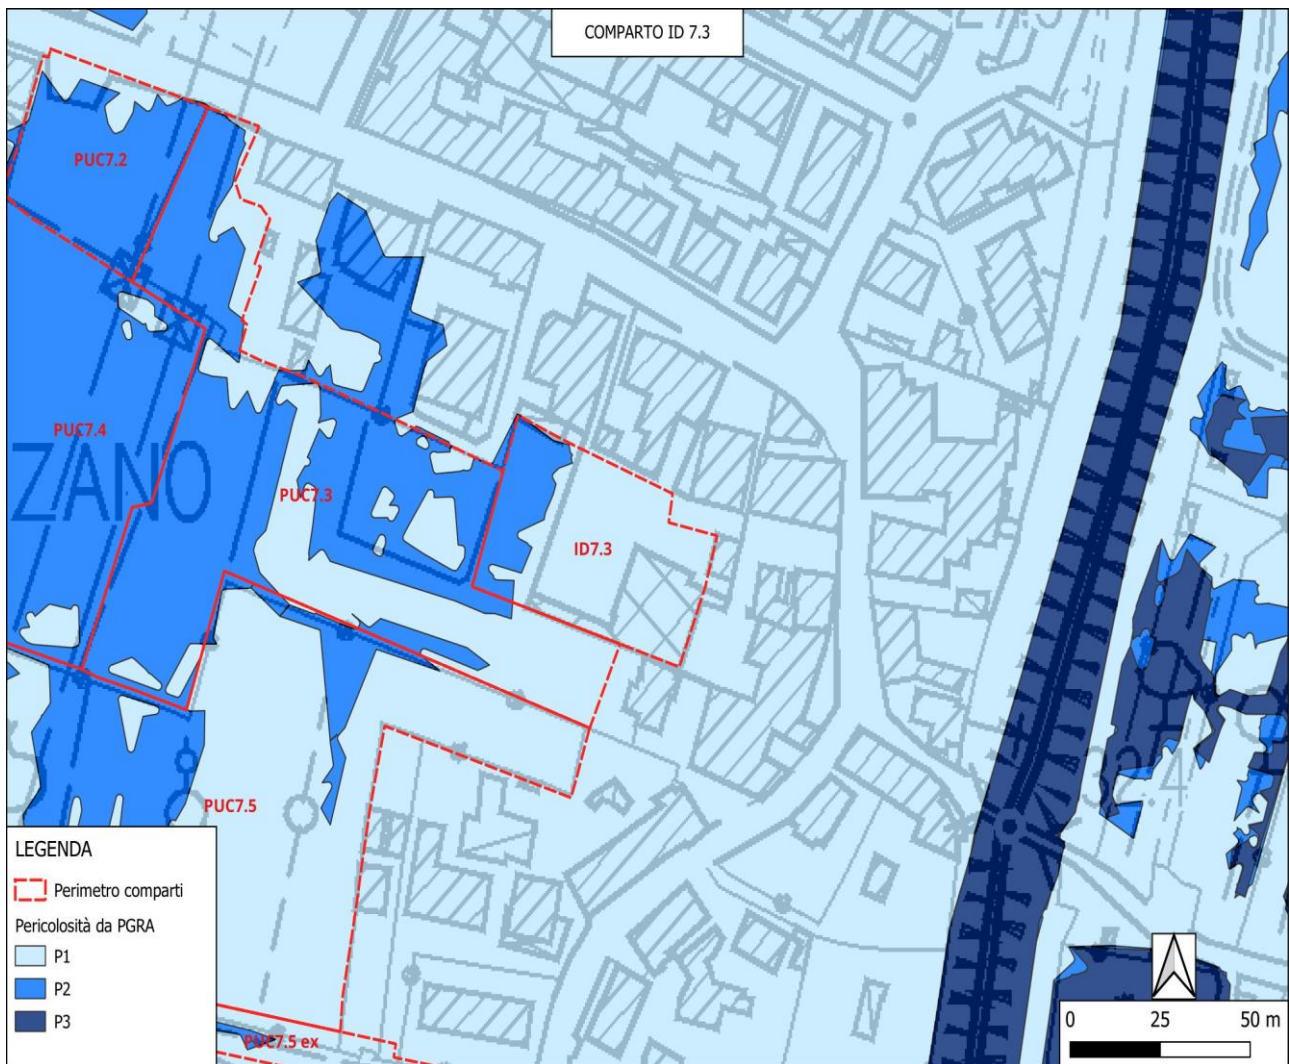 COMPARTO ID 7.3
PUC7.2
PUC7.4
ZANO
PUC7.3
ID7.3
PUC7.5
PUC7.5 ex
LEGENDA
Perimetro comparti
Pericolosità da PGRA
P1
P2
P3
0 25 50 m